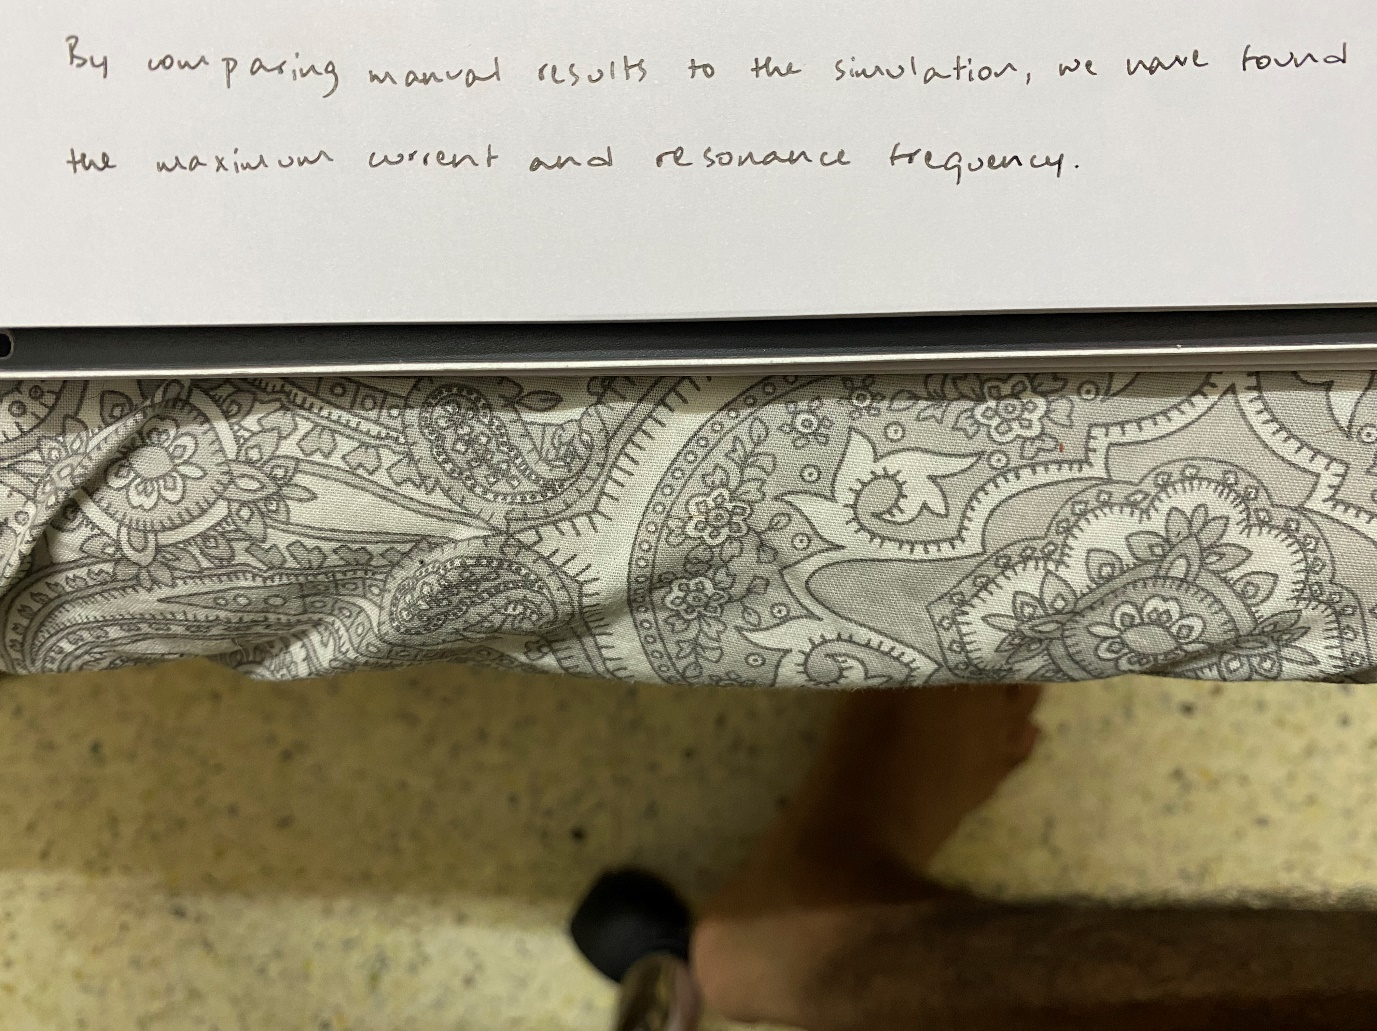 By comparing manual results to the simulation, we have found
the maximum current and resonance frequency.